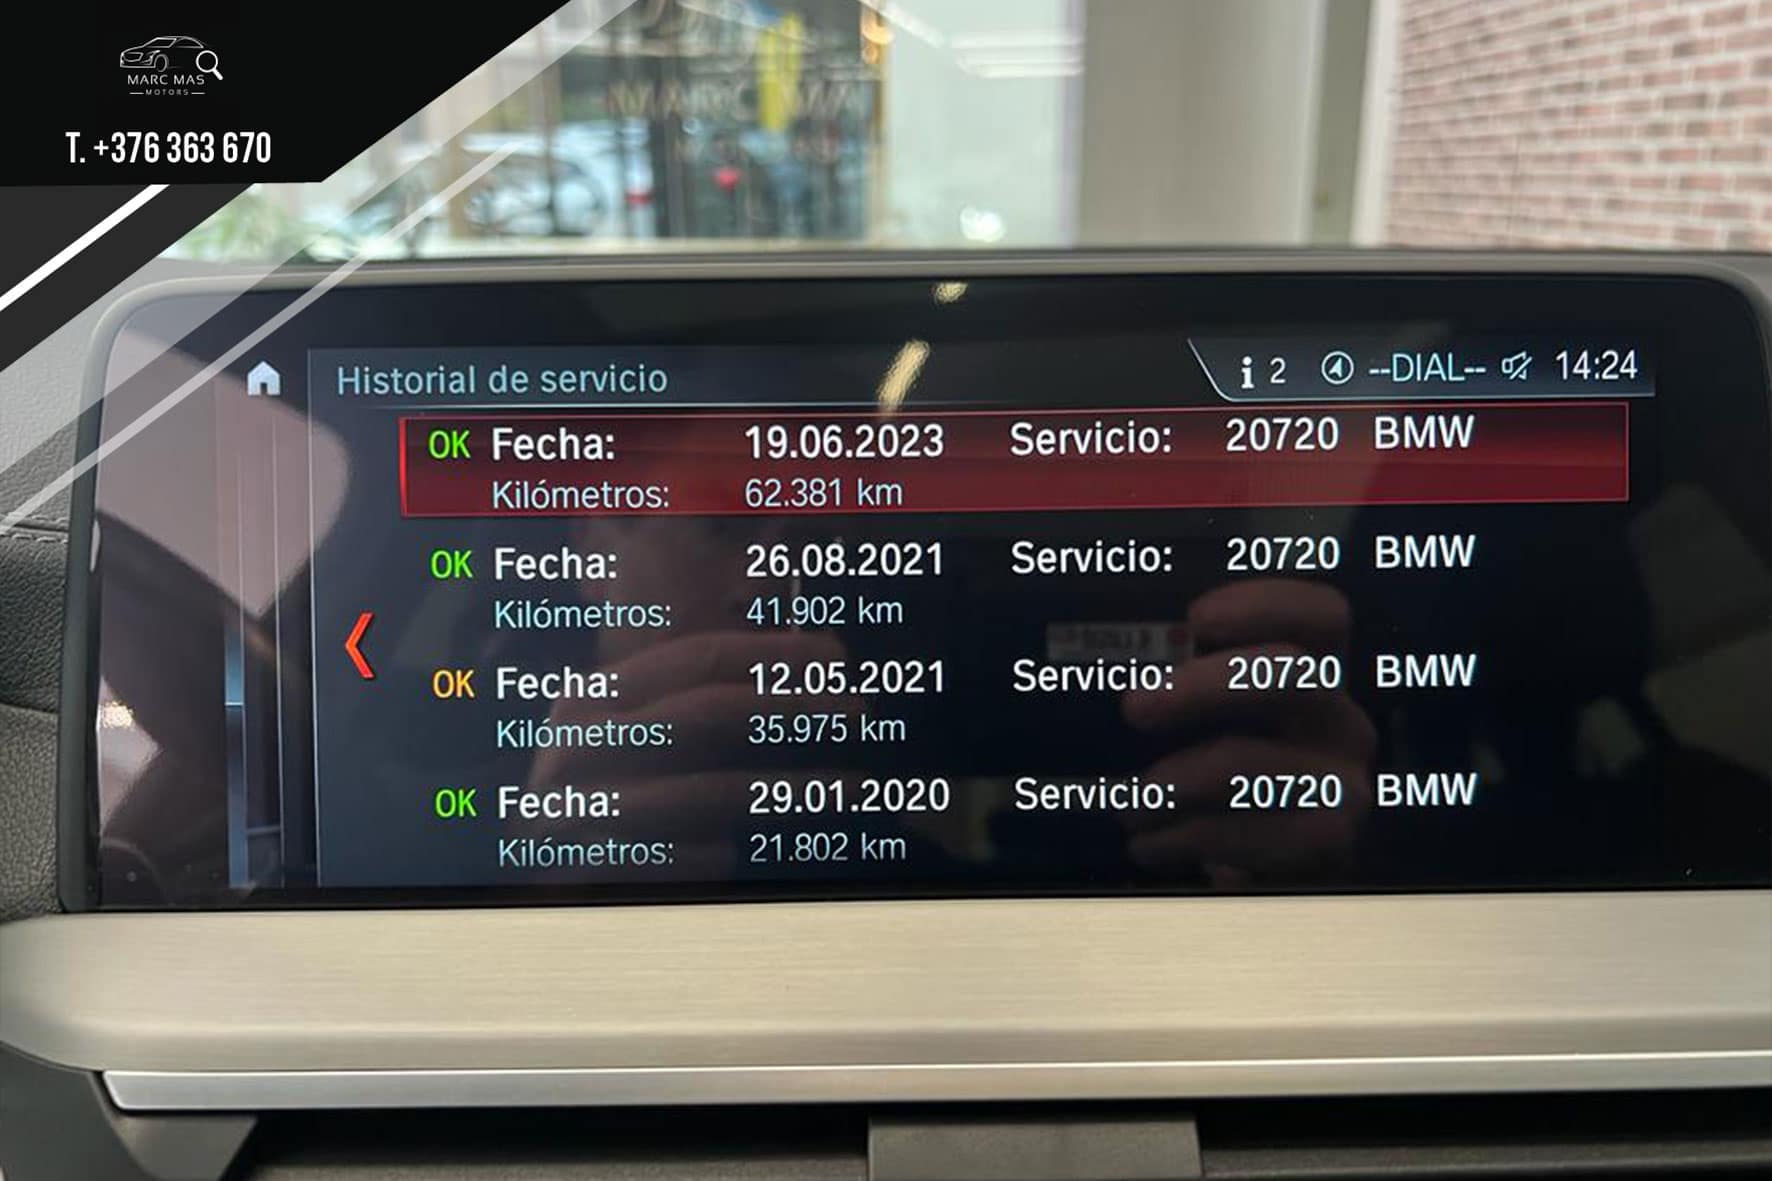 MARC MAS
MOTORS
T. +376 363 670
Historial de servicio
i 2 --DIAL-- 14:24
OK Fecha: 19.06.2023 Servicio: 20720 BMW
Kilómetros: 62.381 km
OK Fecha: 26.08.2021 Servicio: 20720 BMW
Kilómetros: 41.902 km
OK Fecha: 12.05.2021 Servicio: 20720 BMW
Kilómetros: 35.975 km
OK Fecha: 29.01.2020 Servicio: 20720 BMW
Kilómetros: 21.802 km